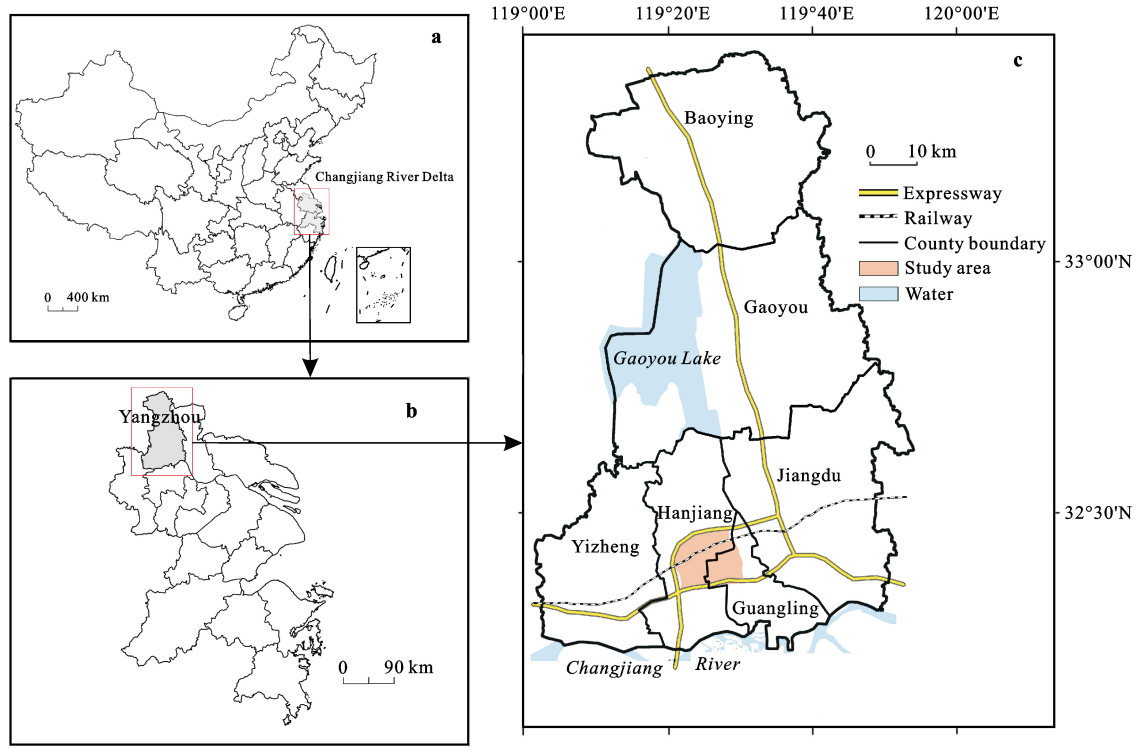 a
Changjiang River Delta
0 400 km
b
Yangzhou
0 90 km
119°00'E 119°20'E 119°40'E 120°00'E
c
Baoying
0 10 km
Expressway
Railway
County boundary
Study area
Water
33°00'N
Gaoyou
Gaoyou Lake
Jiangdu
Hanjiang
32°30'N
Yizheng
Guangling
Changjiang River